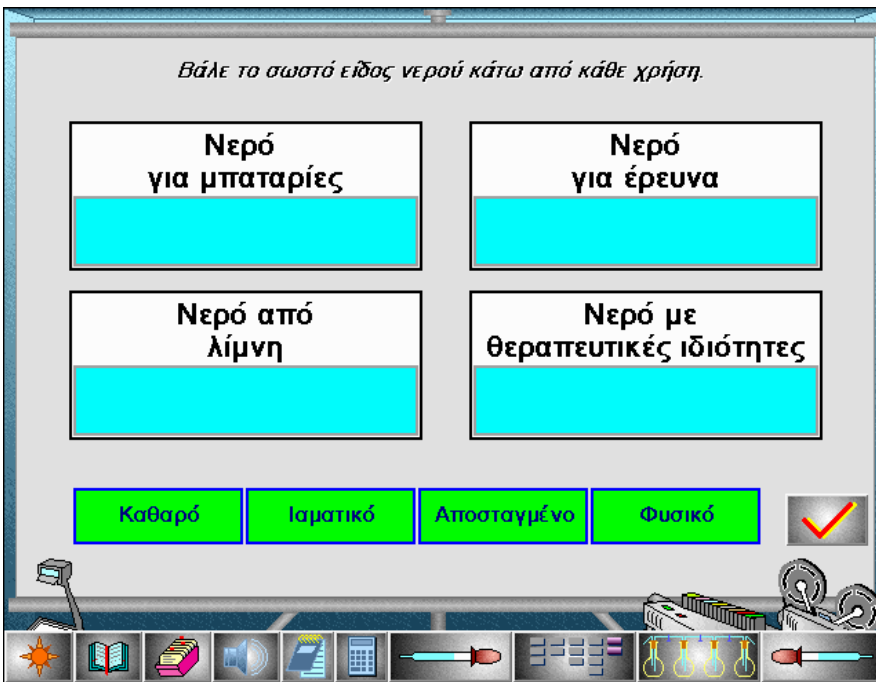 Βάλε το σωστό είδος νερού κάτω από κάθε χρήση.
Νερό
για μπαταρίες
Νερό
για έρευνα
Νερό από
λίμνη
Νερό με
θεραπευτικές ιδιότητες
Καθαρό
Ιαματικό
Αποσταγμένο
Φυσικό